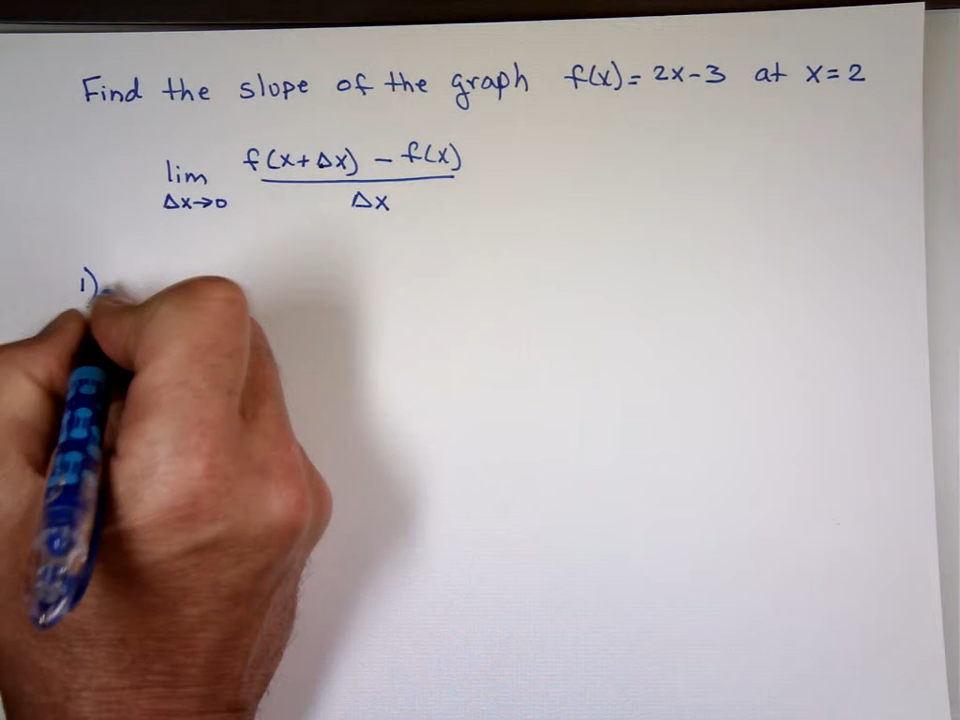 Find the slope of the graph f(x) = 2x-3 at x=2
lim f(x+Δx) - f(x)
Δx→0 Δx
1)